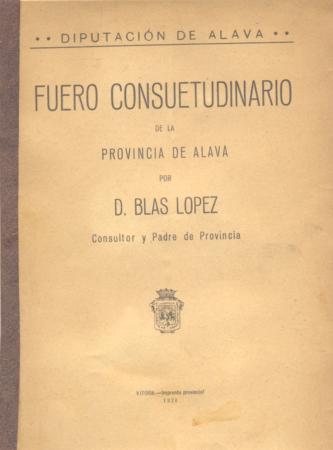 •• DIPUTACIÓN DE ALAVA ••
FUERO CONSUETUDINARIO
DE LA
PROVINCIA DE ALAVA
POR
D. BLAS LOPEZ
Consultor y Padre de Provincia
VITORIA.—Imprenta provincial